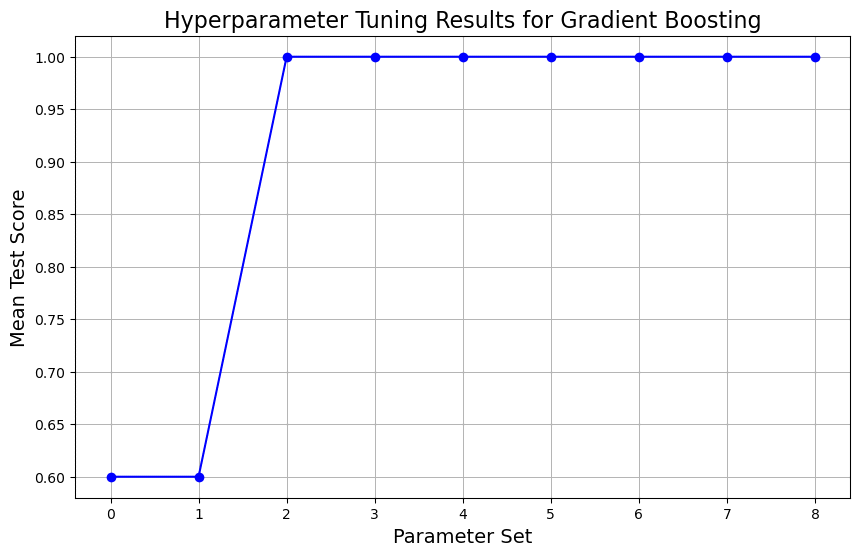 Hyperparameter Tuning Results for Gradient Boosting
1.00
0.95
0.90
0.85
0.80
0.75
0.70
0.65
0.60
Mean Test Score
0 1 2 3 4 5 6 7 8
Parameter Set